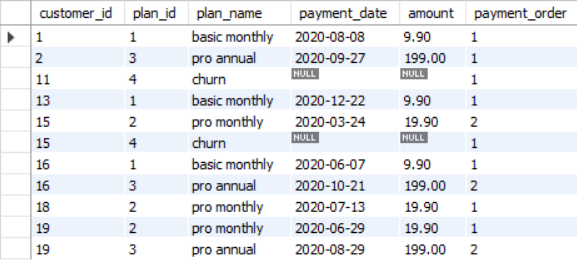 customer_id plan_id plan_name payment_date amount payment_order
1 1 basic monthly 2020-08-08 9.90 1
2 3 pro annual 2020-09-27 199.00 1
11 4 churn NULL NULL 1
13 1 basic monthly 2020-12-22 9.90 1
15 2 pro monthly 2020-03-24 19.90 2
15 4 churn NULL NULL 1
16 1 basic monthly 2020-06-07 9.90 1
16 3 pro annual 2020-10-21 199.00 2
18 2 pro monthly 2020-07-13 19.90 1
19 2 pro monthly 2020-06-29 19.90 1
19 3 pro annual 2020-08-29 199.00 2